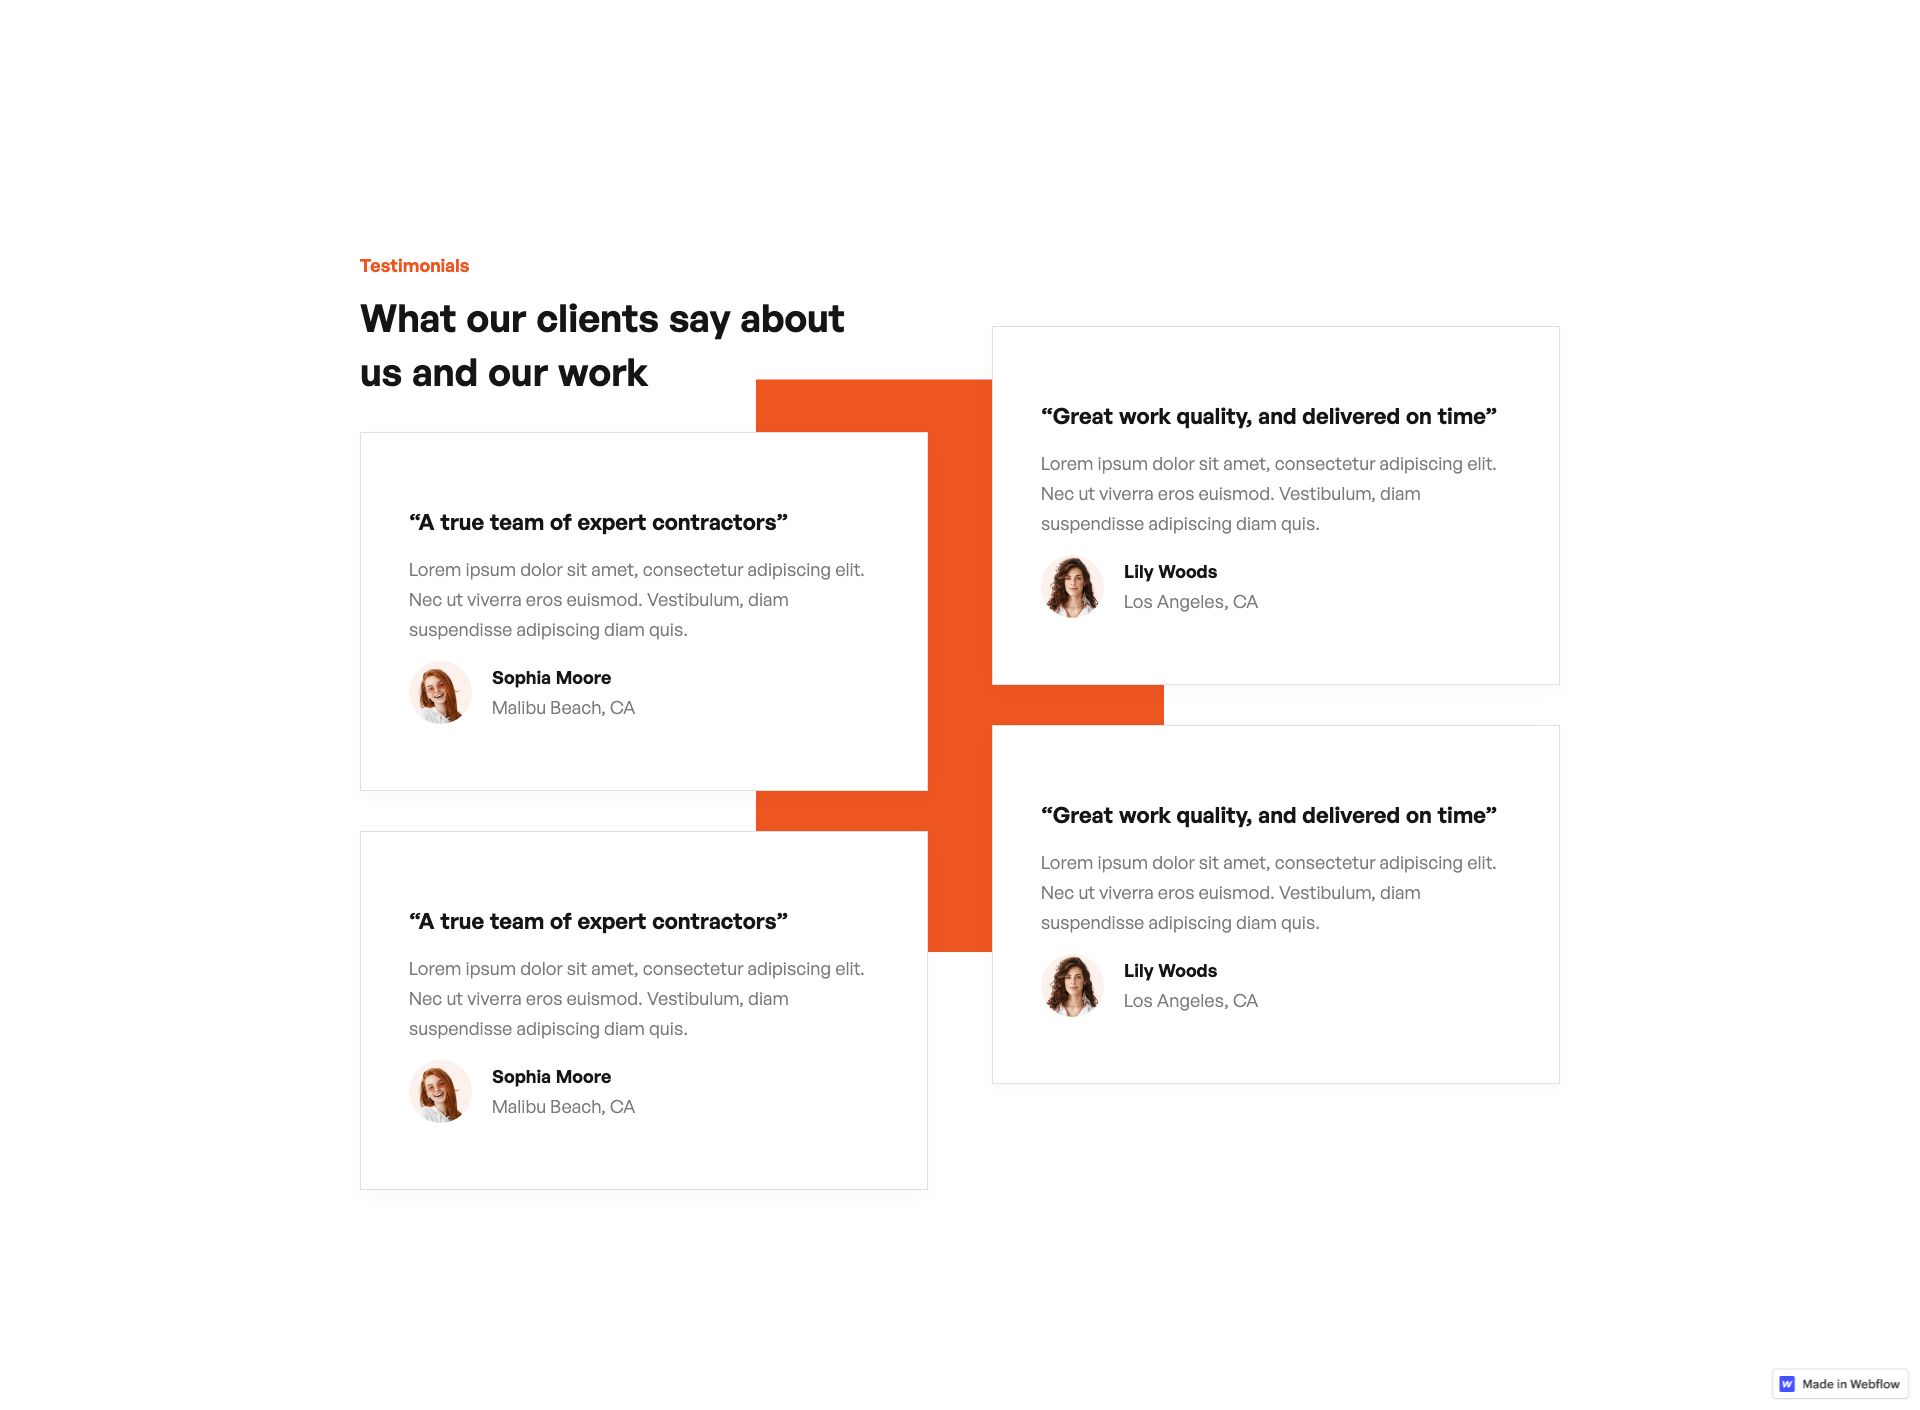 Testimonials
What our clients say about
us and our work
“A true team of expert contractors”
Lorem ipsum dolor sit amet, consectetur adipiscing elit.
Nec ut viverra eros euismod. Vestibulum, diam
suspendisse adipiscing diam quis.
Sophia Moore
Malibu Beach, CA
“A true team of expert contractors”
Lorem ipsum dolor sit amet, consectetur adipiscing elit.
Nec ut viverra eros euismod. Vestibulum, diam
suspendisse adipiscing diam quis.
Sophia Moore
Malibu Beach, CA
“Great work quality, and delivered on time”
Lorem ipsum dolor sit amet, consectetur adipiscing elit.
Nec ut viverra eros euismod. Vestibulum, diam
suspendisse adipiscing diam quis.
Lily Woods
Los Angeles, CA
“Great work quality, and delivered on time”
Lorem ipsum dolor sit amet, consectetur adipiscing elit.
Nec ut viverra eros euismod. Vestibulum, diam
suspendisse adipiscing diam quis.
Lily Woods
Los Angeles, CA
Made in Webflow